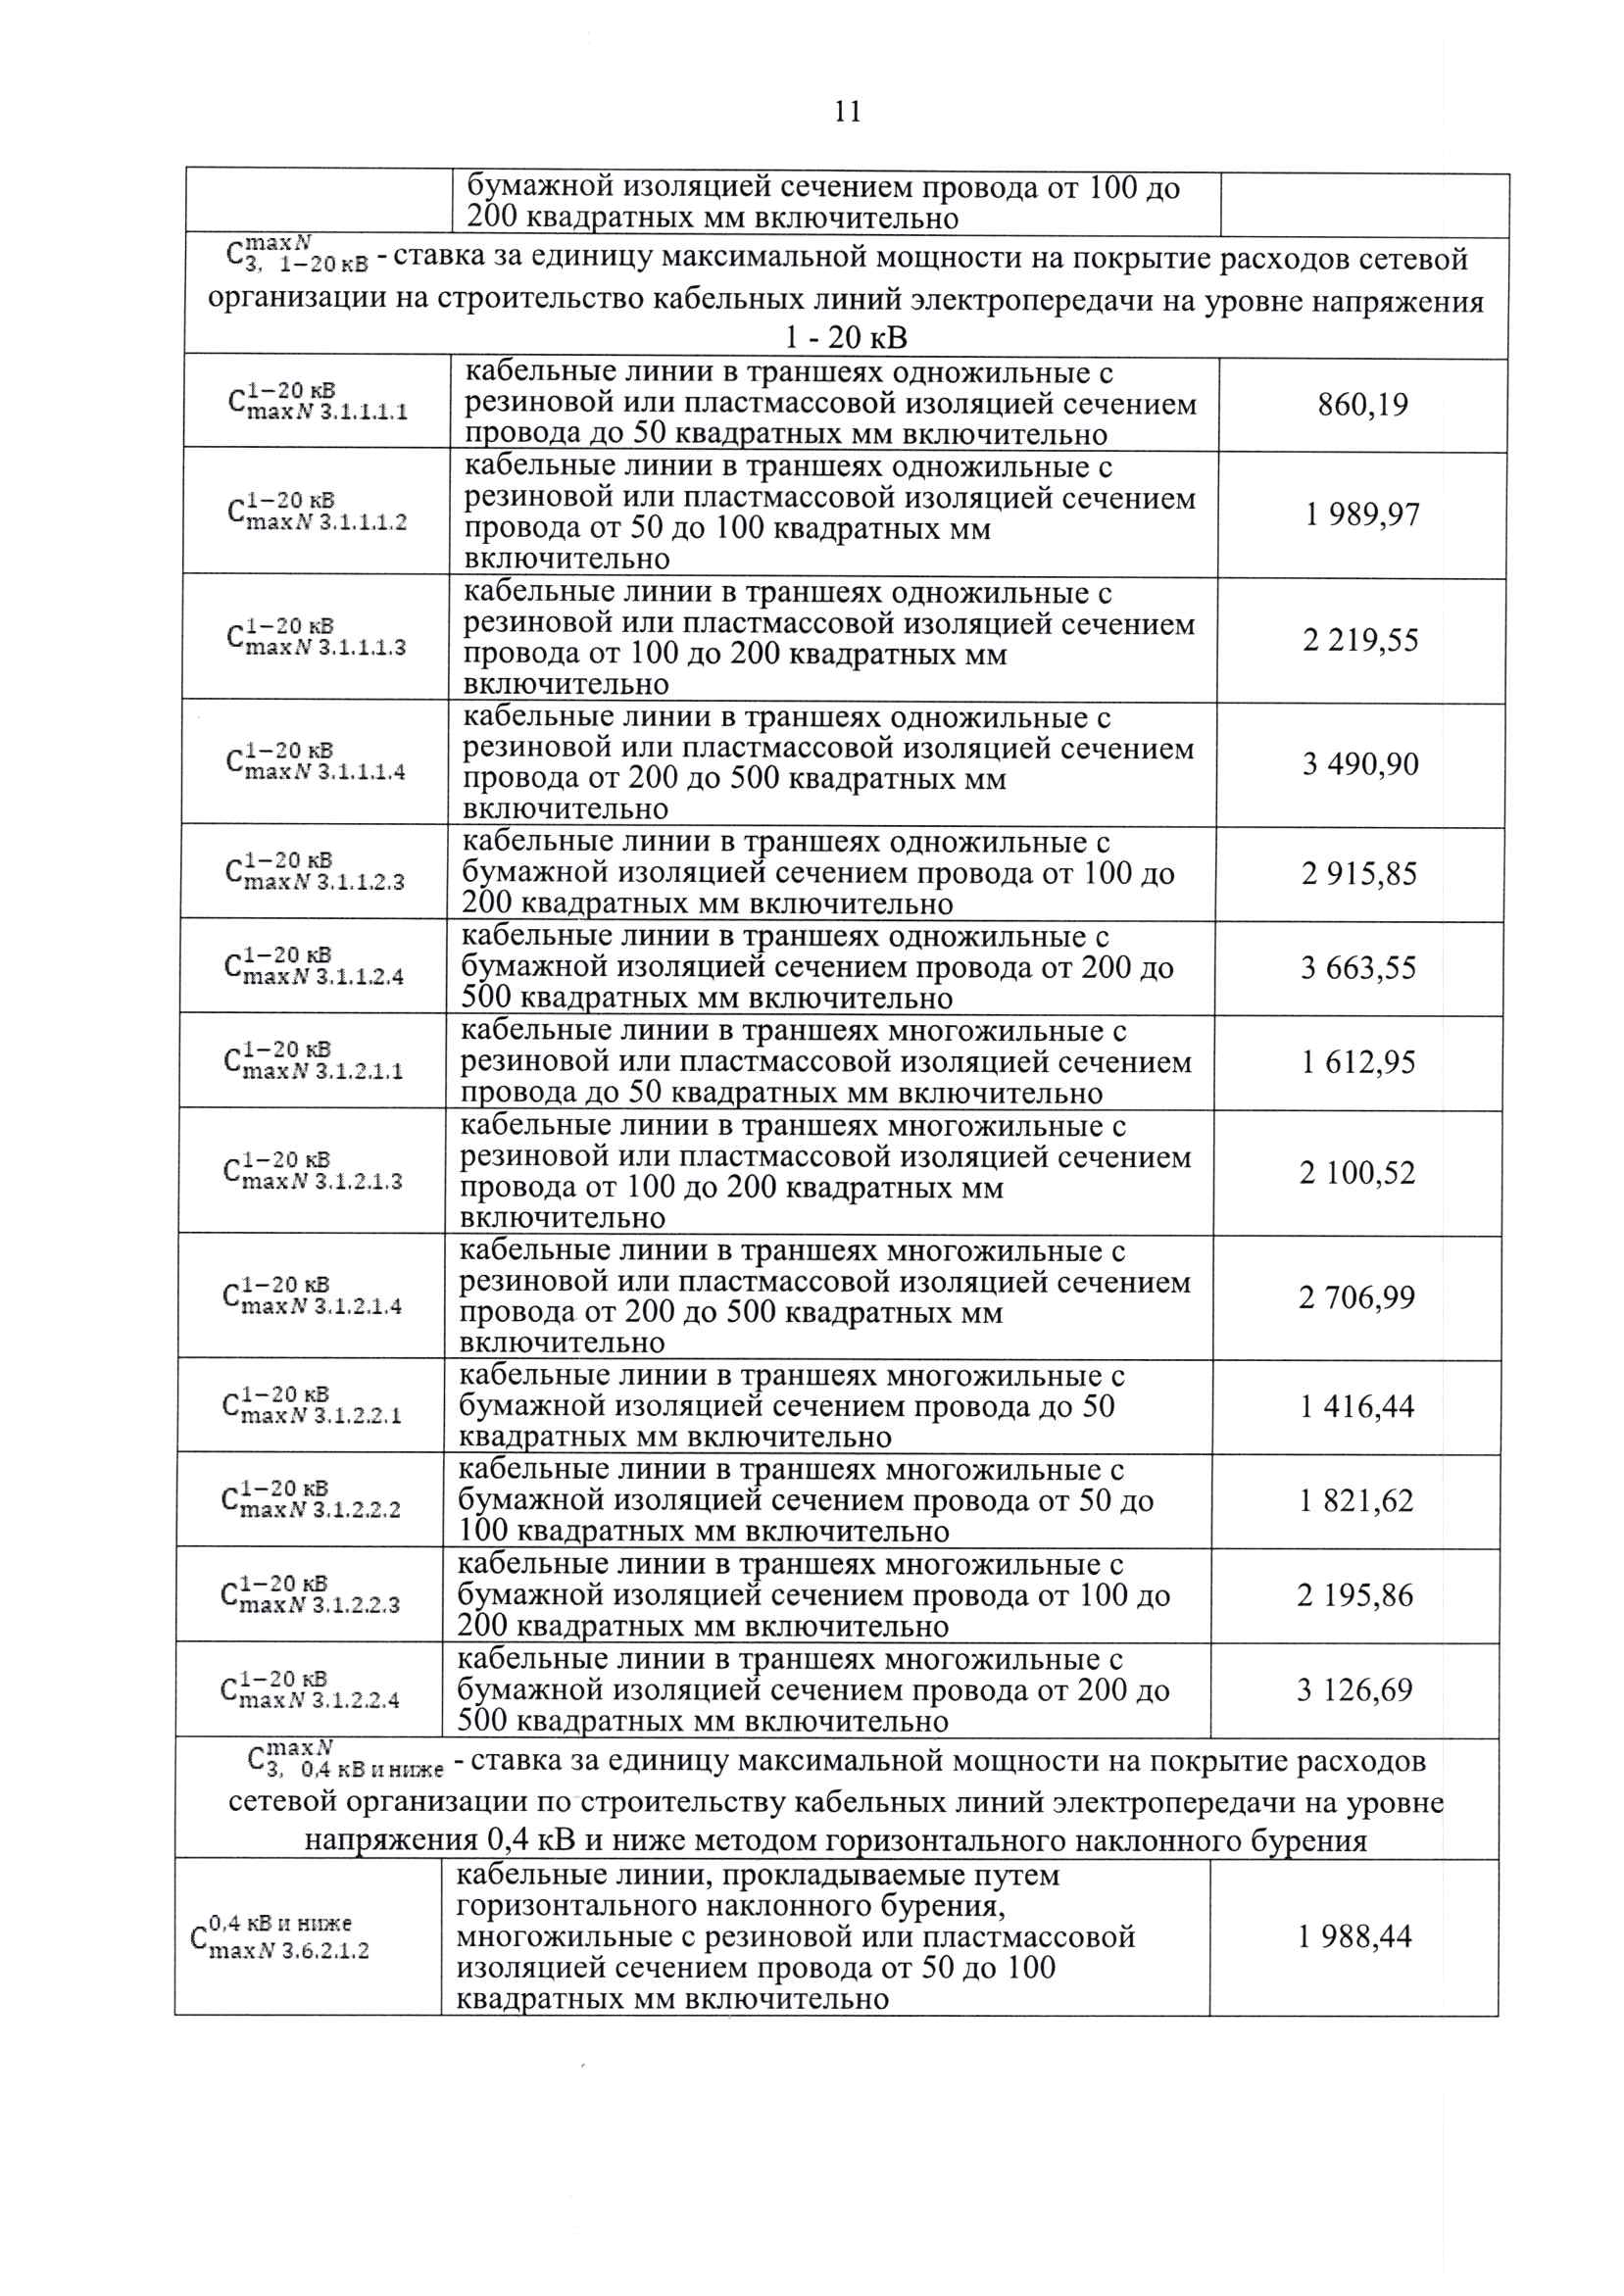 11
бумажной изоляцией сечением провода от 100 до
200 квадратных мм включительно
C maxN 3, 1−20 кВ - ставка за единицу максимальной мощности на покрытие расходов сетевой
организации на строительство кабельных линий электропередачи на уровне напряжения
1 - 20 кВ
C 1−20 кВ maxN 3.1.1.1.1
кабельные линии в траншеях одножильные с
резиновой или пластмассовой изоляцией сечением
провода до 50 квадратных мм включительно
860,19
C 1−20 кВ maxN 3.1.1.1.2
кабельные линии в траншеях одножильные с
резиновой или пластмассовой изоляцией сечением
провода от 50 до 100 квадратных мм
включительно
1 989,97
C 1−20 кВ maxN 3.1.1.1.3
кабельные линии в траншеях одножильные с
резиновой или пластмассовой изоляцией сечением
провода от 100 до 200 квадратных мм
включительно
2 219,55
C 1−20 кВ maxN 3.1.1.1.4
кабельные линии в траншеях одножильные с
резиновой или пластмассовой изоляцией сечением
провода от 200 до 500 квадратных мм
включительно
3 490,90
C 1−20 кВ maxN 3.1.1.2.3
кабельные линии в траншеях одножильные с
бумажной изоляцией сечением провода от 100 до
200 квадратных мм включительно
2 915,85
C 1−20 кВ maxN 3.1.1.2.4
кабельные линии в траншеях одножильные с
бумажной изоляцией сечением провода от 200 до
500 квадратных мм включительно
3 663,55
C 1−20 кВ maxN 3.1.2.1.1
кабельные линии в траншеях многожильные с
резиновой или пластмассовой изоляцией сечением
провода до 50 квадратных мм включительно
1 612,95
C 1−20 кВ maxN 3.1.2.1.3
кабельные линии в траншеях многожильные с
резиновой или пластмассовой изоляцией сечением
провода от 100 до 200 квадратных мм
включительно
2 100,52
C 1−20 кВ maxN 3.1.2.1.4
кабельные линии в траншеях многожильные с
резиновой или пластмассовой изоляцией сечением
провода от 200 до 500 квадратных мм
включительно
2 706,99
C 1−20 кВ maxN 3.1.2.2.1
кабельные линии в траншеях многожильные с
бумажной изоляцией сечением провода до 50
квадратных мм включительно
1 416,44
C 1−20 кВ maxN 3.1.2.2.2
кабельные линии в траншеях многожильные с
бумажной изоляцией сечением провода от 50 до
100 квадратных мм включительно
1 821,62
C 1−20 кВ maxN 3.1.2.2.3
кабельные линии в траншеях многожильные с
бумажной изоляцией сечением провода от 100 до
200 квадратных мм включительно
2 195,86
C 1−20 кВ maxN 3.1.2.2.4
кабельные линии в траншеях многожильные с
бумажной изоляцией сечением провода от 200 до
500 квадратных мм включительно
3 126,69
C maxN 3, 0,4 кВ и ниже - ставка за единицу максимальной мощности на покрытие расходов
сетевой организации по строительству кабельных линий электропередачи на уровне
напряжения 0,4 кВ и ниже методом горизонтального наклонного бурения
C 0,4 кВ и ниже maxN 3.6.2.1.2
кабельные линии, прокладываемые путем
горизонтального наклонного бурения,
многожильные с резиновой или пластмассовой
изоляцией сечением провода от 50 до 100
квадратных мм включительно
1 988,44